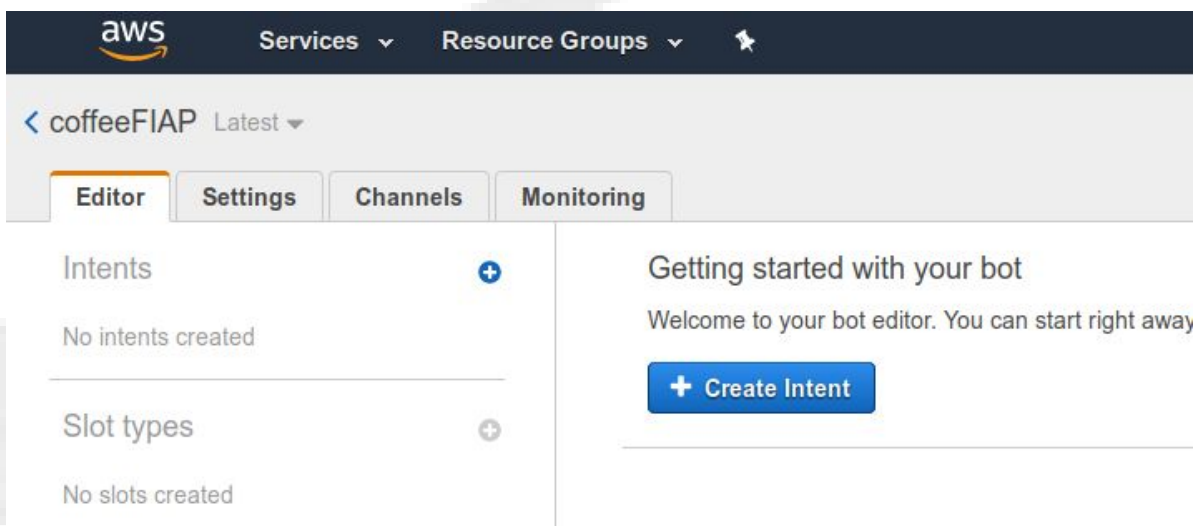 aws Services Resource Groups
coffeeFIAP Latest
Editor Settings Channels Monitoring
Intents
No intents created
Slot types
No slots created
Getting started with your bot
Welcome to your bot editor. You can start right away
+ Create Intent